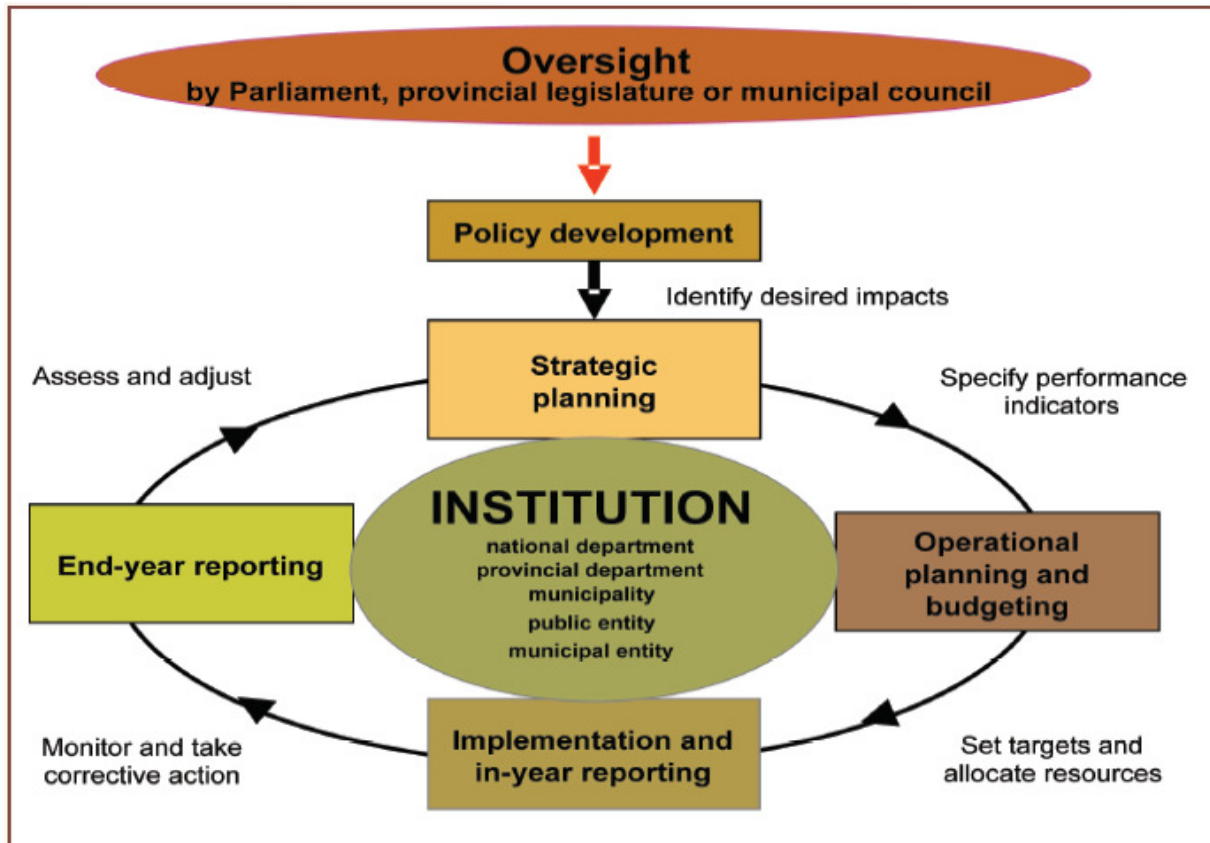 Oversight
by Parliament, provincial legislature or municipal council
Policy development
Identify desired impacts
Strategic
planning
Assess and adjust
Specify performance
indicators
INSTITUTION
national department
provincial department
municipality
public entity
municipal entity
End-year reporting
Operational
planning and
budgeting
Implementation and
in-year reporting
Monitor and take
corrective action
Set targets and
allocate resources